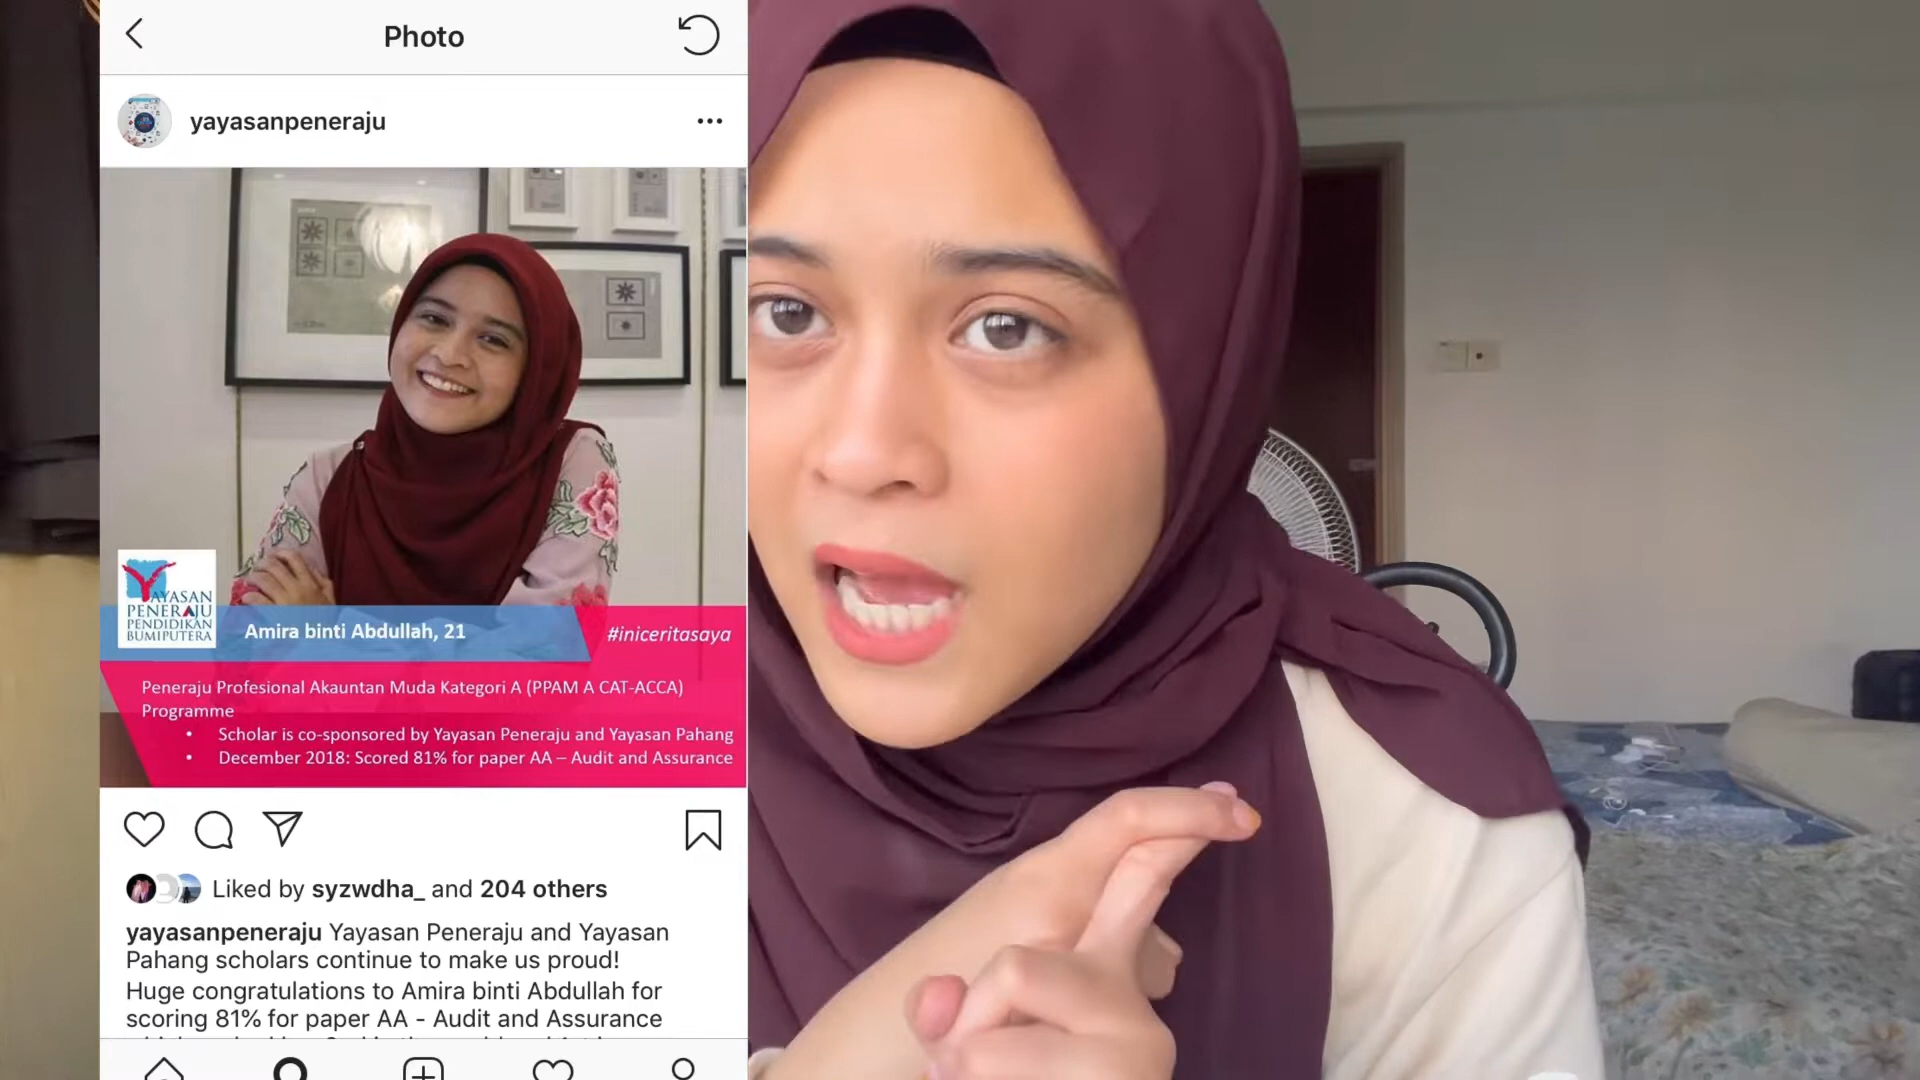 Photo
yayasanpeneraju
YAYASAN
PENERAJU
PENDIDIKAN
BUMIPUTERA
Amira binti Abdullah, 21
#iniceritasaya
Peneraju Profesional Akauntan Muda Kategori A (PPAM A CAT-ACCA)
Programme
• Scholar is co-sponsored by Yayasan Peneraju and Yayasan Pahang
• December 2018: Scored 81% for paper AA – Audit and Assurance
Liked by syzwdha_ and 204 others
yayasanpeneraju Yayasan Peneraju and Yayasan
Pahang scholars continue to make us proud!
Huge congratulations to Amira binti Abdullah for
scoring 81% for paper AA - Audit and Assurance